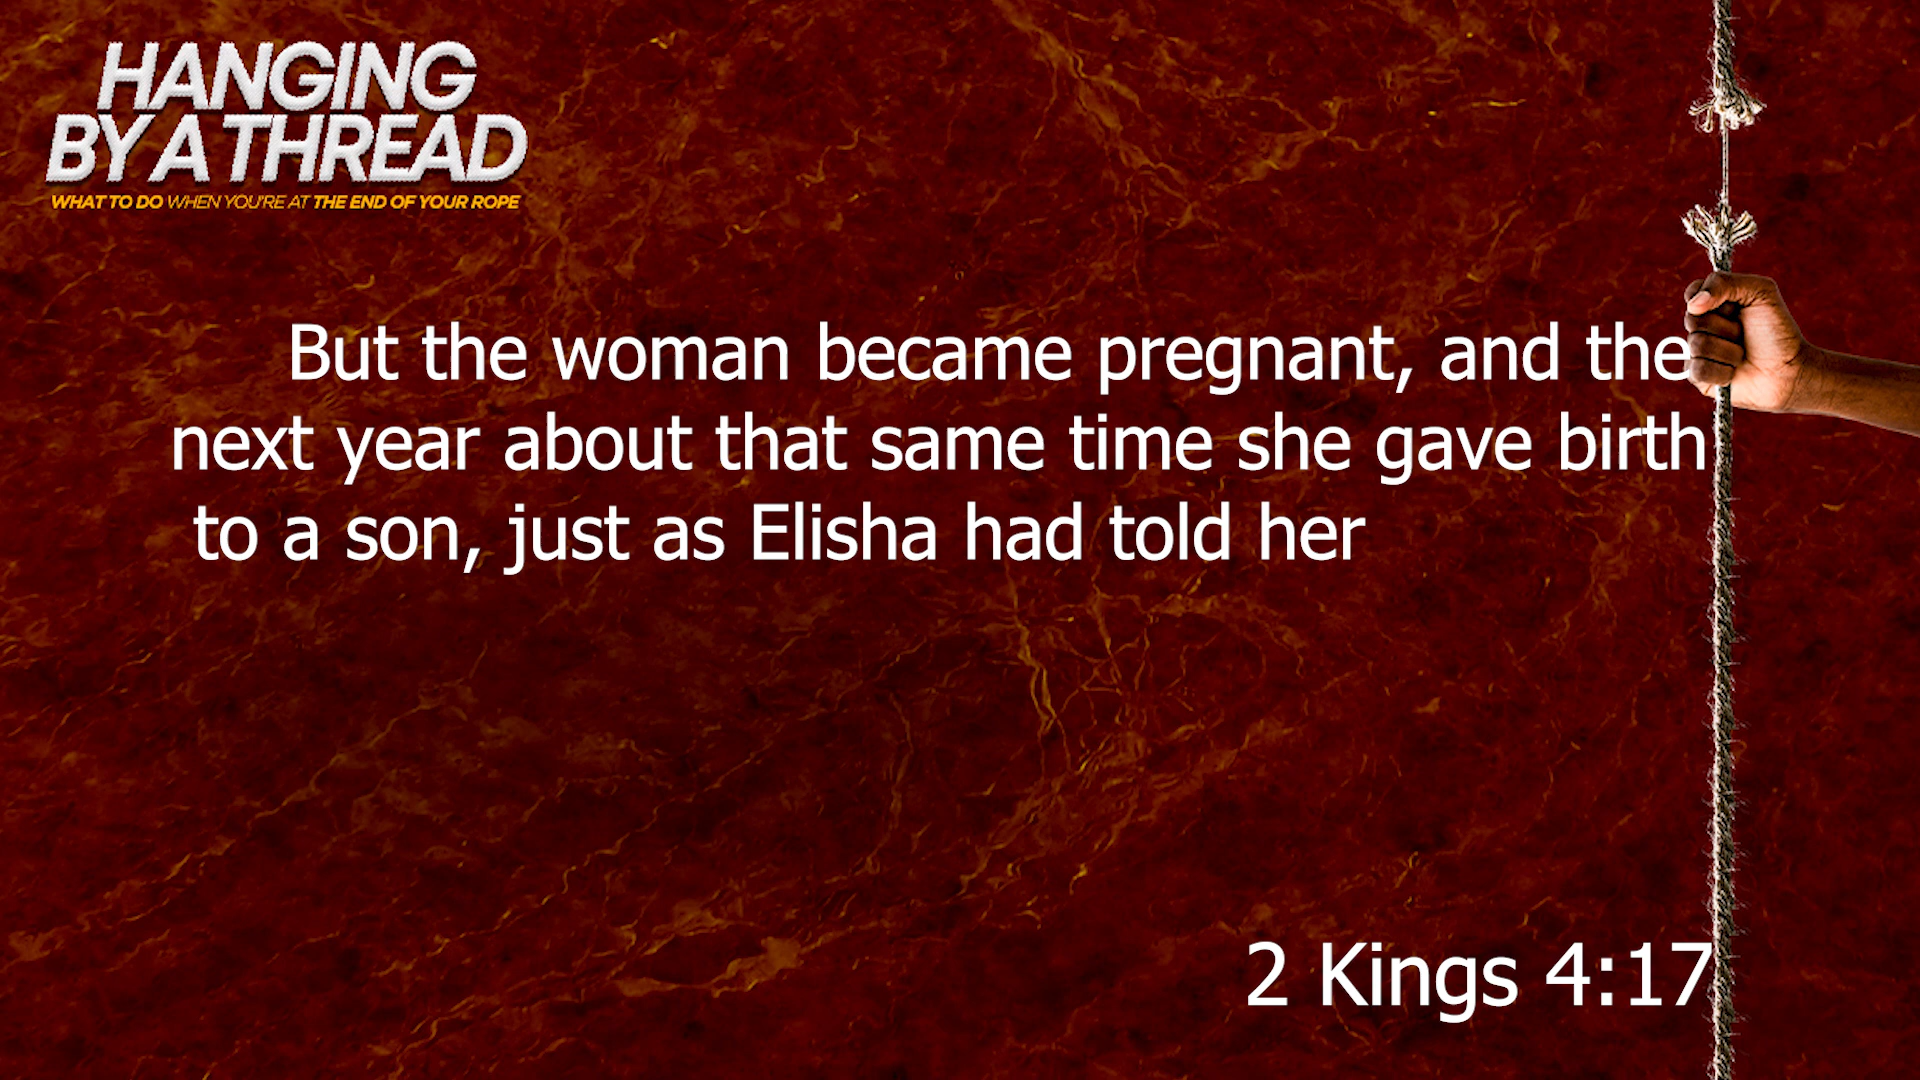 HANGING
BY A THREAD
WHAT TO DO WHEN YOU'RE AT THE END OF YOUR ROPE
But the woman became pregnant, and the
next year about that same time she gave birth
to a son, just as Elisha had told her
2 Kings 4:17